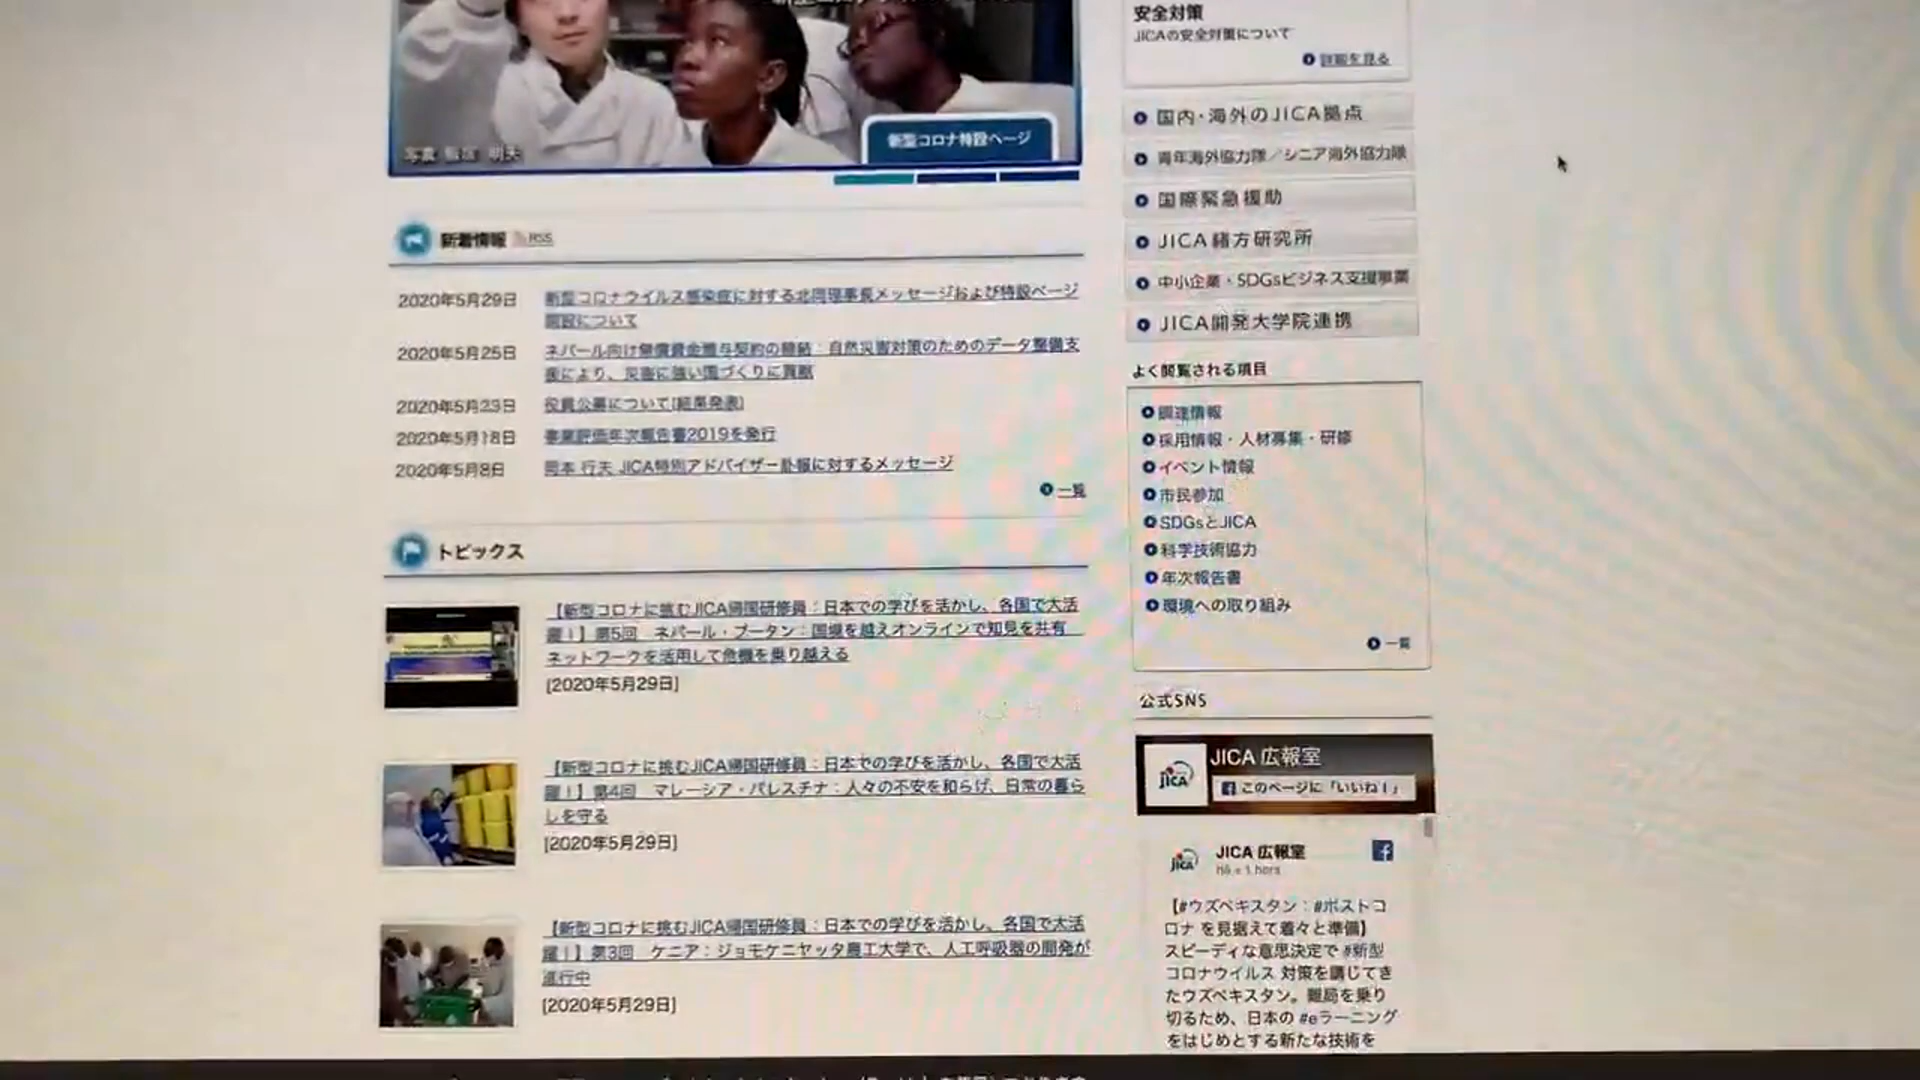 写真 飯塚 明夫
新型コロナ特設ページ
新着情報 RSS
2020年5月29日 新型コロナウイルス感染症に対する北岡理事長メッセージおよび特設ページ
開設について
2020年5月25日 ネパール向け無償資金贈与契約の締結：自然災害対策のためのデータ整備支
援により、災害に強い国づくりに貢献
2020年5月23日 役員公募について[結果発表]
2020年5月18日 事業評価年次報告書2019を発行
2020年5月8日 岡本 行夫 JICA特別アドバイザー訃報に対するメッセージ
一覧
トピックス
【新型コロナに挑むJICA帰国研修員：日本での学びを活かし、各国で大活
躍！】第5回 ネパール・ブータン：国境を越えオンラインで知見を共有
ネットワークを活用して危機を乗り越える
[2020年5月29日]
【新型コロナに挑むJICA帰国研修員：日本での学びを活かし、各国で大活
躍！】第4回 マレーシア・パレスチナ：人々の不安を和らげ、日常の暮ら
しを守る
[2020年5月29日]
【新型コロナに挑むJICA帰国研修員：日本での学びを活かし、各国で大活
躍！】第3回 ケニア：ジョモケニヤッタ農工大学で、人工呼吸器の開発が
進行中
[2020年5月29日]
安全対策
JICAの安全対策について
詳細を見る
国内・海外のJICA拠点
青年海外協力隊／シニア海外協力隊
国際緊急援助
JICA緒方研究所
中小企業・SDGsビジネス支援事業
JICA開発大学院連携
よく閲覧される項目
調達情報
採用情報・人材募集・研修
イベント情報
市民参加
SDGsとJICA
科学技術協力
年次報告書
環境への取り組み
一覧
公式SNS
JICA 広報室
JICA
このページに「いいね！」
JICA
JICA 広報室
【#ウズベキスタン：#ポストコ
ロナ を見据えて着々と準備】
スピーディな意思決定で #新型
コロナウイルス 対策を講じてき
たウズベキスタン。難局を乗り
切るため、日本の #eラーニング
をはじめとする新たな技術を